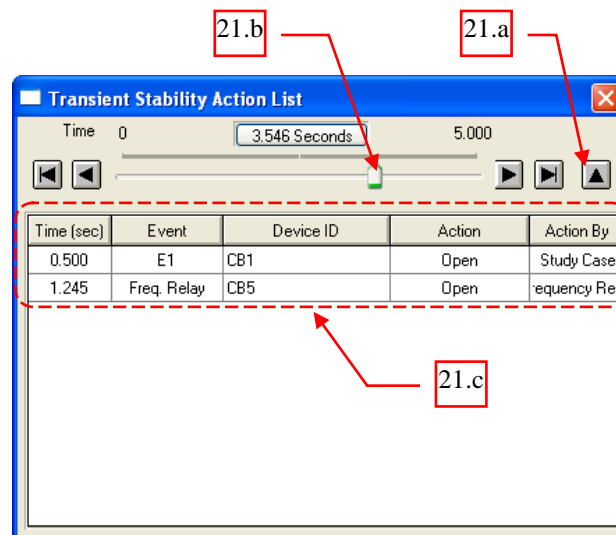 21.b
21.a
Transient Stability Action List
Time 0 3.546 Seconds 5.000
Time (sec) Event Device ID Action Action By
0.500 E1 CB1 Open Study Case
1.245 Freq. Relay CB5 Open equency Re
21.c